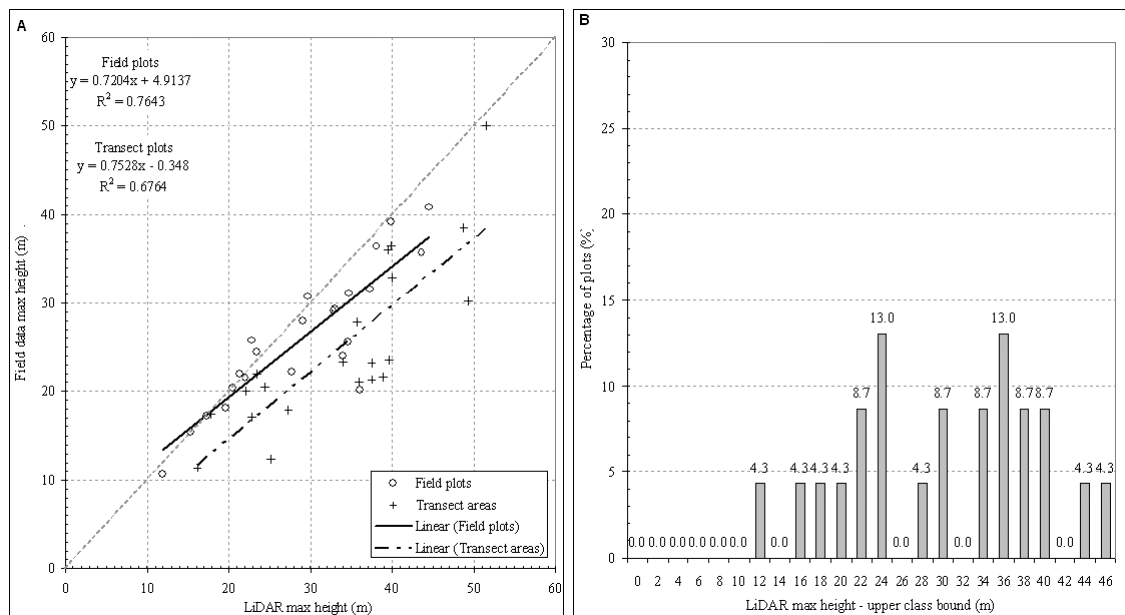 A
60
50
40
30
20
10
0
Field data max height (m)
Field plots
y = 0.7204x + 4.9137
R² = 0.7643
Transect plots
y = 0.7528x - 0.348
R² = 0.6764
Field plots
Transect areas
Linear (Field plots)
Linear (Transect areas)
0 10 20 30 40 50 60
LiDAR max height (m)
B
30
25
20
15
10
5
0
Percentage of plots (%)
0.0 0.0 0.0 0.0 0.0 0.0 4.3 0.0 4.3 4.3 4.3 8.7 13.0 0.0 4.3 8.7 0.0 8.7 13.0 8.7 8.7 0.0 4.3 4.3
0 2 4 6 8 10 12 14 16 18 20 22 24 26 28 30 32 34 36 38 40 42 44 46
LiDAR max height - upper class bound (m)